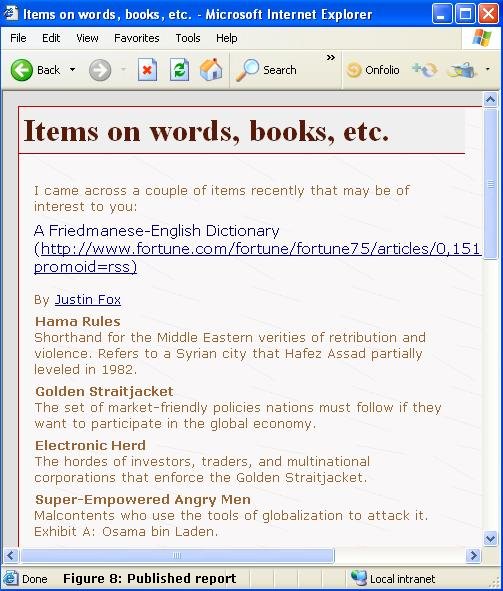 Items on words, books, etc. - Microsoft Internet Explorer
File Edit View Favorites Tools Help
Back Search » Onfolio
Items on words, books, etc.
I came across a couple of items recently that may be of
interest to you:
A Friedmanese-English Dictionary
(http://www.fortune.com/fortune/fortune75/articles/0,151
promoid=rss)
By Justin Fox
Hama Rules
Shorthand for the Middle Eastern verities of retribution and
violence. Refers to a Syrian city that Hafez Assad partially
leveled in 1982.
Golden Straitjacket
The set of market-friendly policies nations must follow if they
want to participate in the global economy.
Electronic Herd
The hordes of investors, traders, and multinational
corporations that enforce the Golden Straitjacket.
Super-Empowered Angry Men
Malcontents who use the tools of globalization to attack it.
Exhibit A: Osama bin Laden.
Done Figure 8: Published report Local intranet